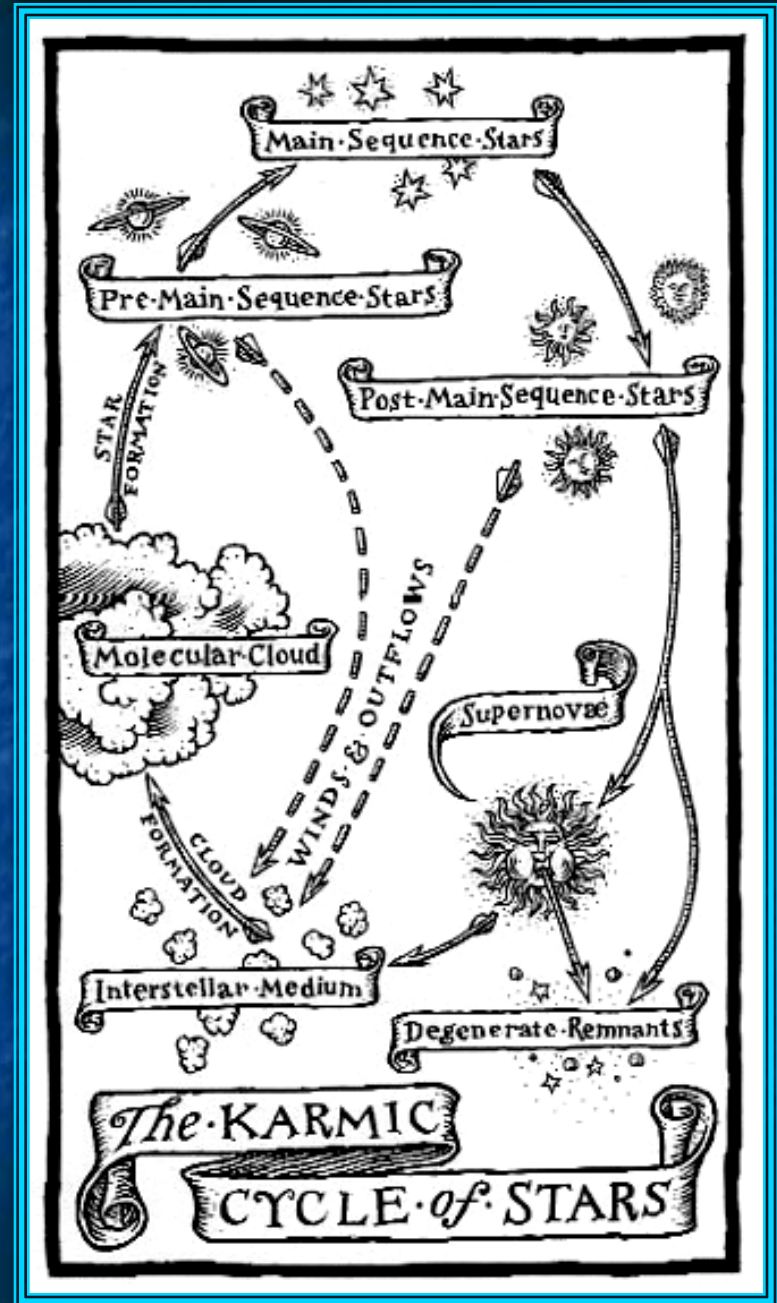 Main·Sequence·Stars
Pre·Main·Sequence·Stars
Post·Main·Sequence·Stars
STAR
FORMATION
Molecular·Cloud
WINDS·&·OUTFLOWS
Supernovae
CLOUD
FORMATION
Interstellar·Medium
Degenerate·Remnants
The·KARMIC
CYCLE·of·STARS